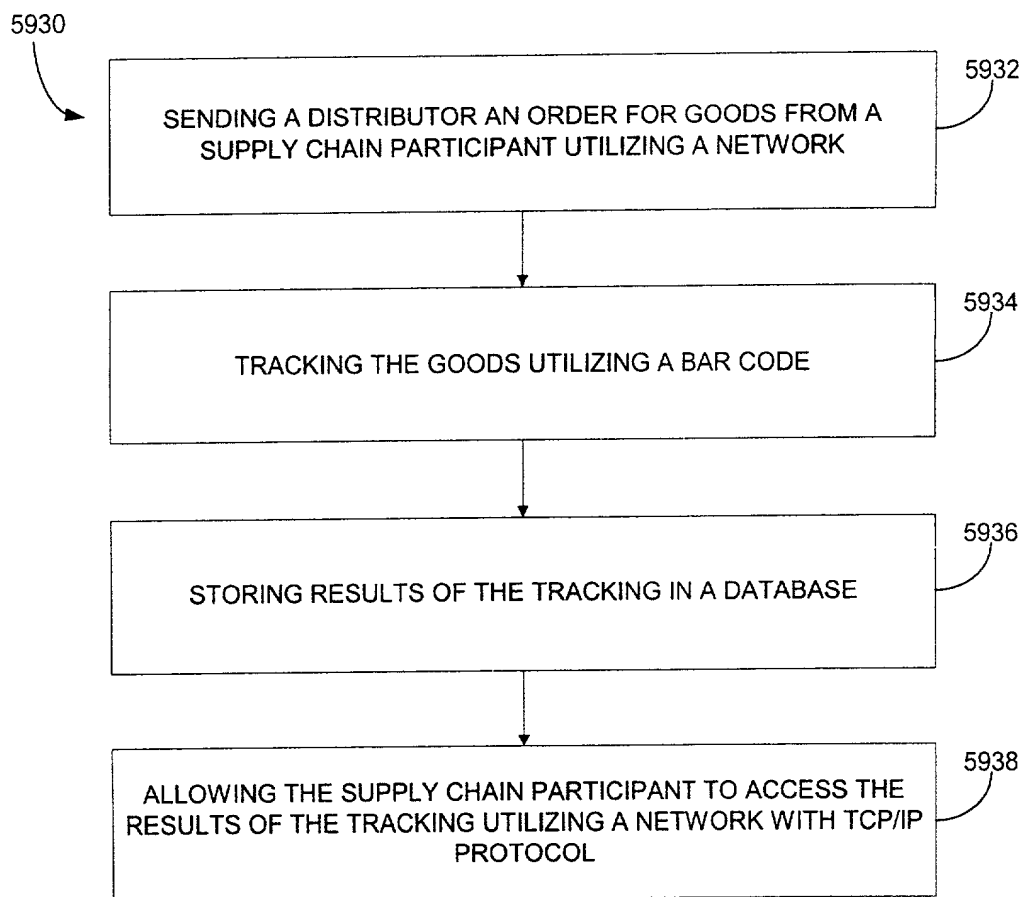 5930
5932
SENDING A DISTRIBUTOR AN ORDER FOR GOODS FROM A
SUPPLY CHAIN PARTICIPANT UTILIZING A NETWORK
5934
TRACKING THE GOODS UTILIZING A BAR CODE
5936
STORING RESULTS OF THE TRACKING IN A DATABASE
5938
ALLOWING THE SUPPLY CHAIN PARTICIPANT TO ACCESS THE
RESULTS OF THE TRACKING UTILIZING A NETWORK WITH TCP/IP
PROTOCOL